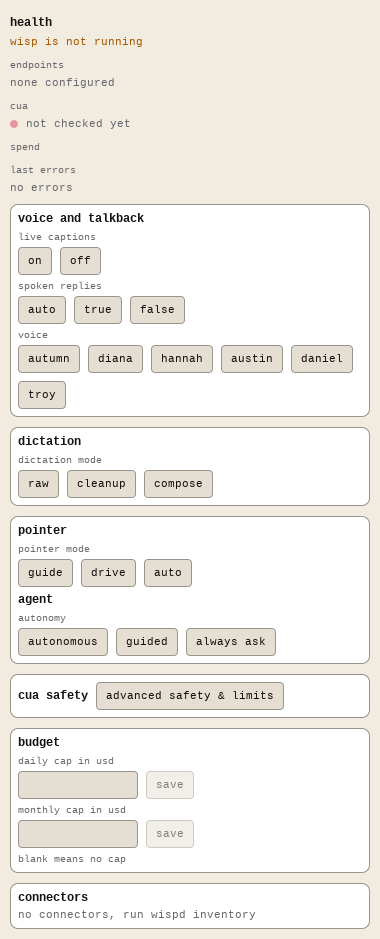 health
wisp is not running
endpoints
none configured
cua
not checked yet
spend
last errors
no errors
voice and talkback
live captions
on off
spoken replies
auto true false
voice
autumn diana hannah austin daniel
troy
dictation
dictation mode
raw cleanup compose
pointer
pointer mode
guide drive auto
agent
autonomy
autonomous guided always ask
cua safety advanced safety & limits
budget
daily cap in usd
save
monthly cap in usd
save
blank means no cap
connectors
no connectors, run wispd inventory